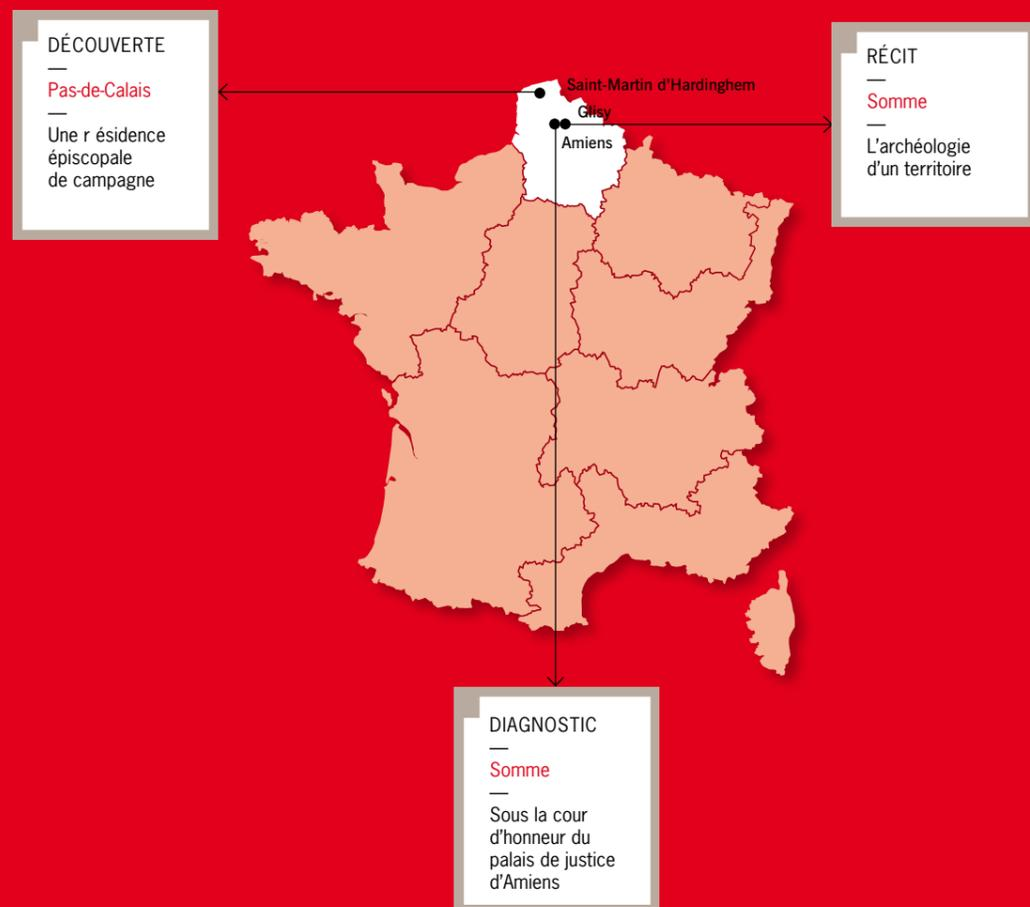 DÉCOUVERTE
—
Pas-de-Calais
—
Une r ésidence
épiscopale
de campagne
RÉCIT
—
Somme
—
L'archéologie
d'un territoire
Saint-Martin d'Hardinghem
Glisy
Amiens
DIAGNOSTIC
—
Somme
—
Sous la cour
d'honneur du
palais de justice
d'Amiens